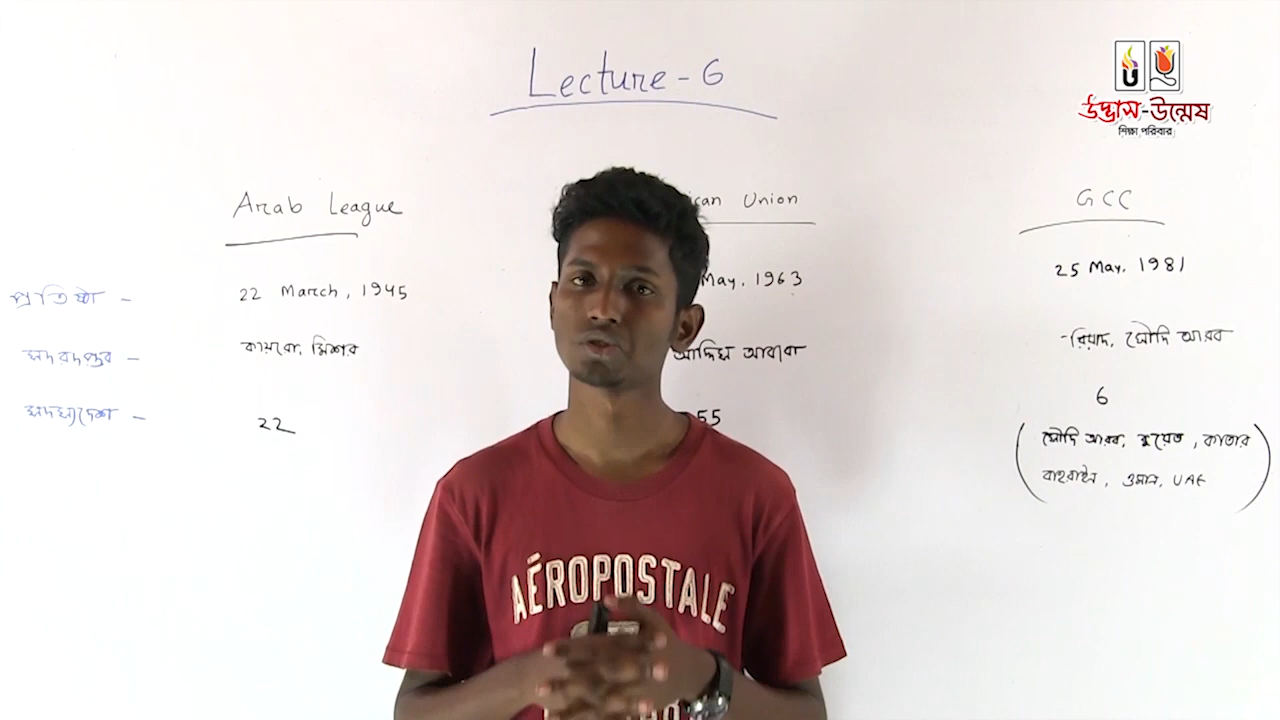 Lecture - 6
উদ্ভাস-উন্মেষ
শিক্ষা পরিবার
Arab League
can Union
GCC
প্রতিষ্ঠা - 22 March, 1945
May, 1963
25 May, 1981
সদরদপ্তর - কায়রো, মিশর
আদ্দিস আবাবা
রিয়াদ, সৌদি আরব
সদস্যদেশ - 22
55
6
(সৌদি আরব, কুয়েত, কাতার
বাহরাইন, ওমান, UAE)
AÉROPOSTALE